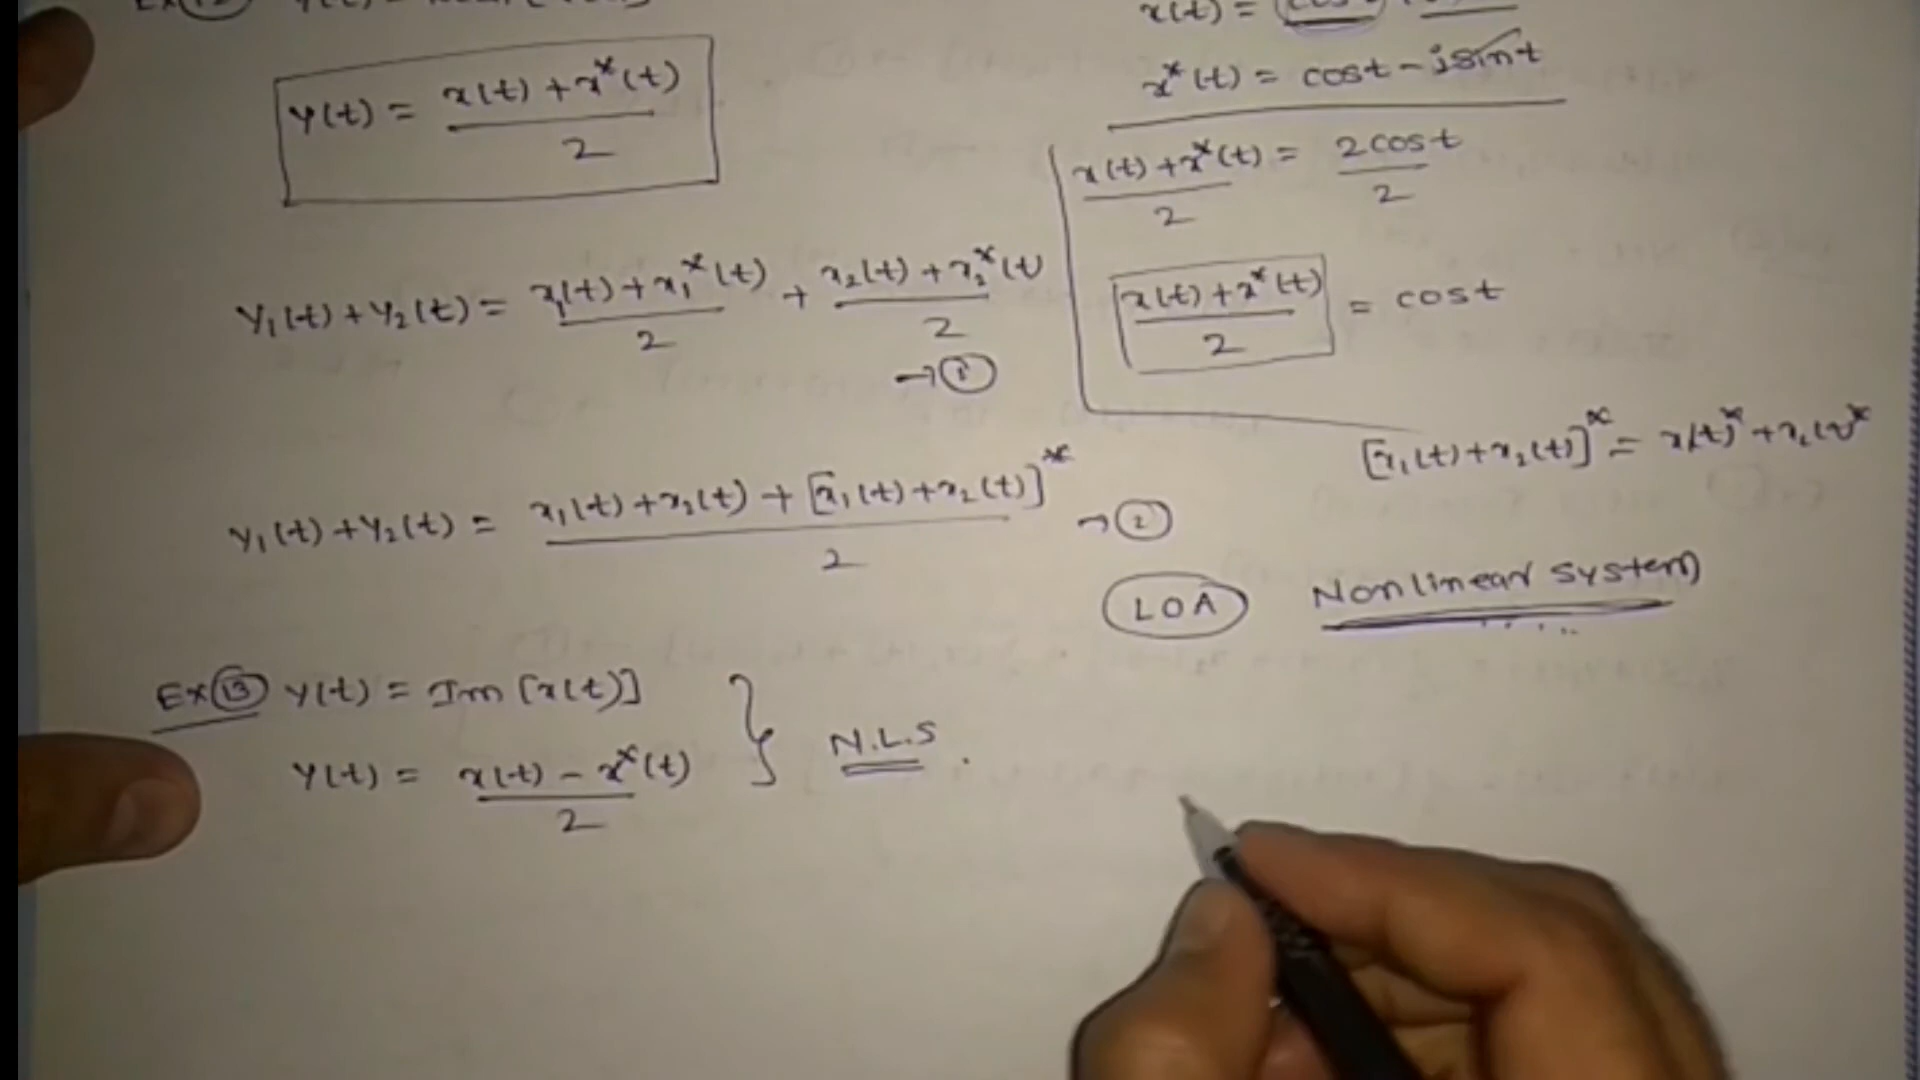 x(t) =
y(t) = x(t) + x*(t) / 2
x*(t) = cost - jsint
x(t) + x*(t) / 2 = 2cost / 2
y₁(t) + y₂(t) = x₁(t) + x₁*(t) / 2 + x₂(t) + x₂*(t) / 2
→ ①
x(t) + x*(t) / 2 = cost
[x₁(t) + x₂(t)]* = x(t)* + x₂(t)*
y₁(t) + y₂(t) = x₁(t) + x₂(t) + [x₁(t) + x₂(t)]* / 2 → ②
LOA Nonlinear system
Ex ⑬ y(t) = Im [x(t)]
y(t) = x(t) - x*(t) / 2 } N.L.S.